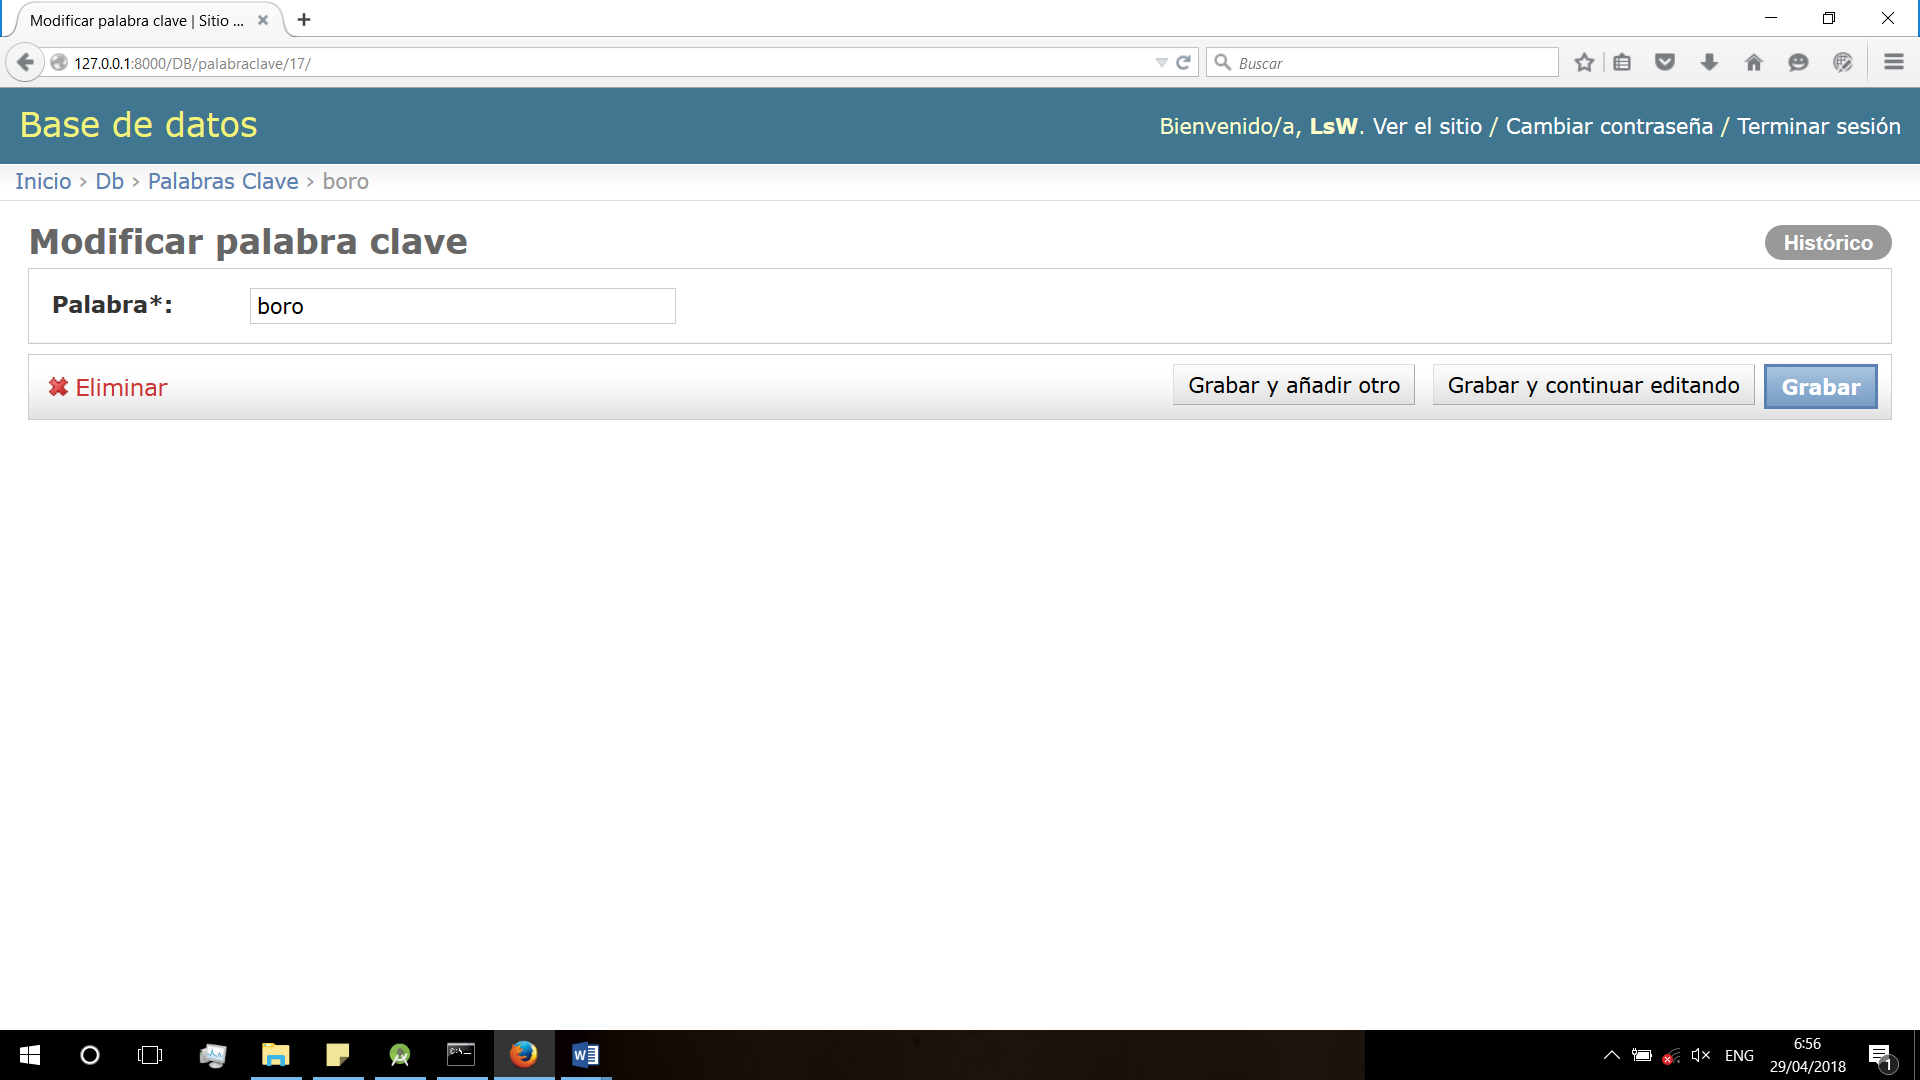 Modificar palabra clave | Sitio ...
127.0.0.1:8000/DB/palabraclave/17/
Buscar
Base de datos
Bienvenido/a, LsW. Ver el sitio / Cambiar contraseña / Terminar sesión
Inicio › Db › Palabras Clave › boro
Modificar palabra clave
Histórico
Palabra*:
boro
Eliminar
Grabar y añadir otro
Grabar y continuar editando
Grabar
ENG
6:56
29/04/2018
1